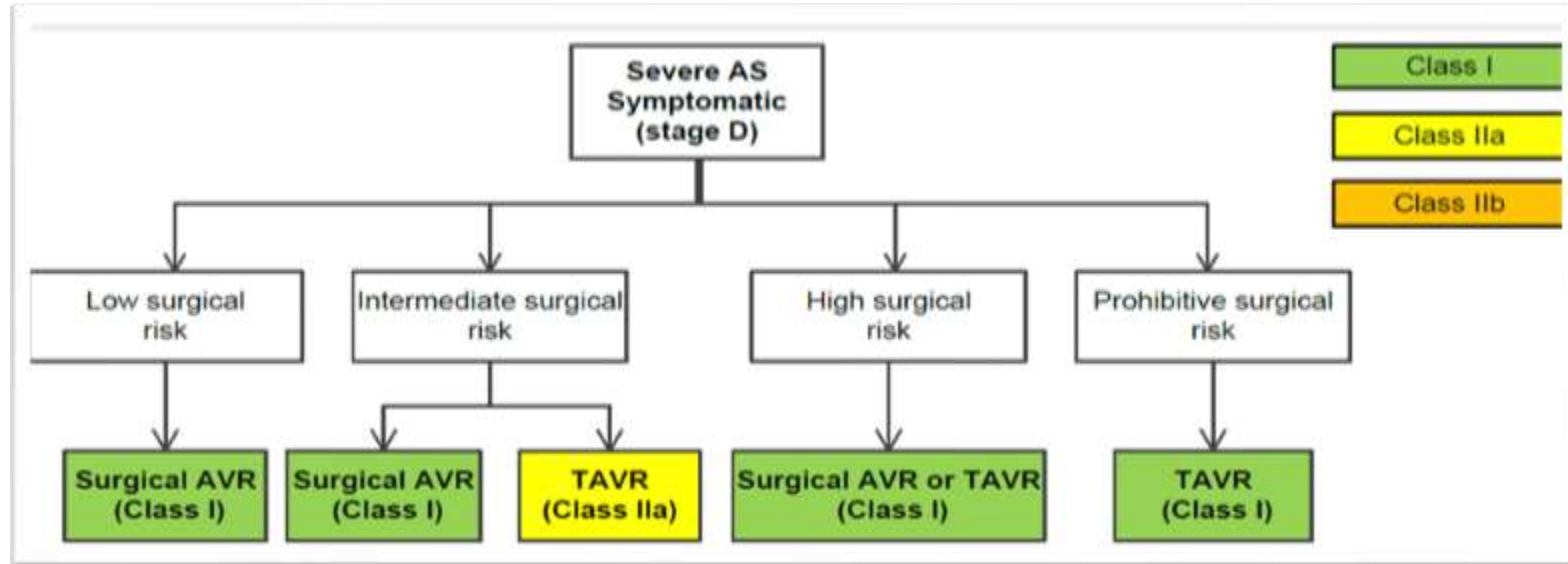 Severe AS
Symptomatic
(stage D)
Class I
Class IIa
Class IIb
Low surgical
risk
Intermediate surgical
risk
High surgical
risk
Prohibitive surgical
risk
Surgical AVR
(Class I)
Surgical AVR
(Class I)
TAVR
(Class IIa)
Surgical AVR or TAVR
(Class I)
TAVR
(Class I)